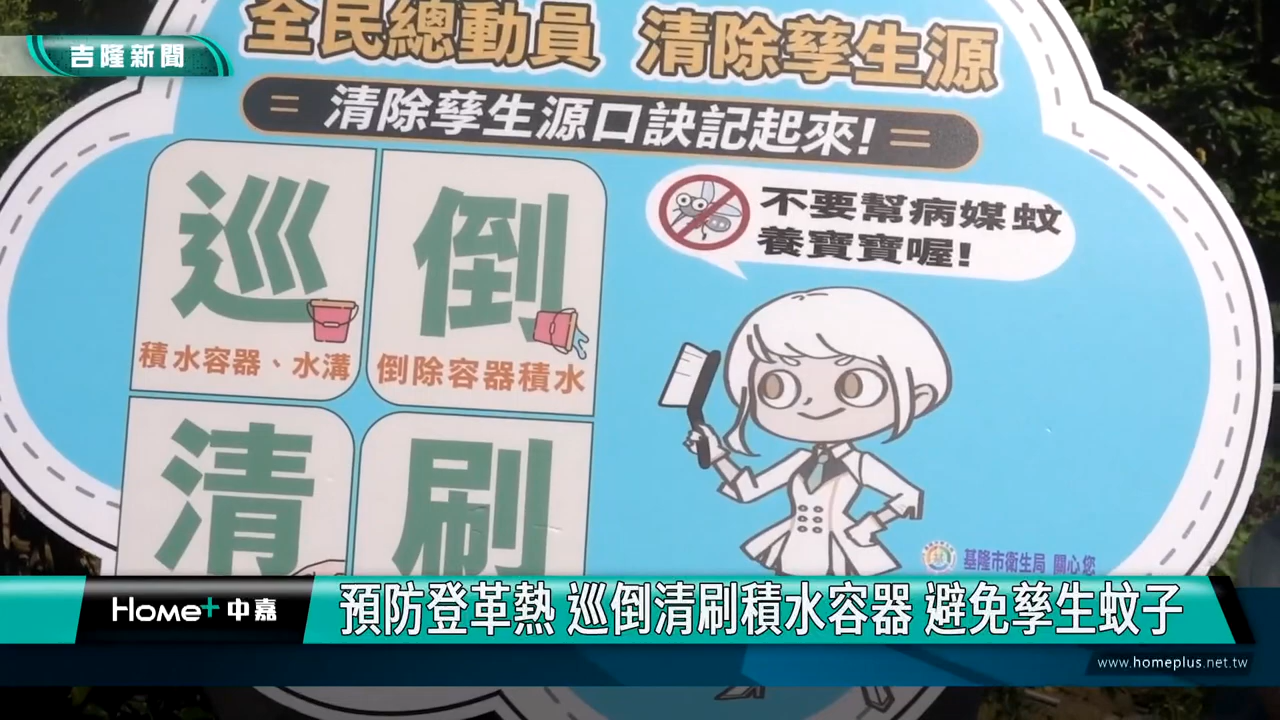 吉隆新聞
全民總動員 清除孳生源
清除孳生源口訣記起來!
巡
積水容器、水溝
倒
倒除容器積水
不要幫病媒蚊
養寶寶喔!
清
刷
基隆市衛生局 關心您
Home+ 中嘉
預防登革熱 巡倒清刷積水容器 避免孳生蚊子
www.homeplus.net.tw